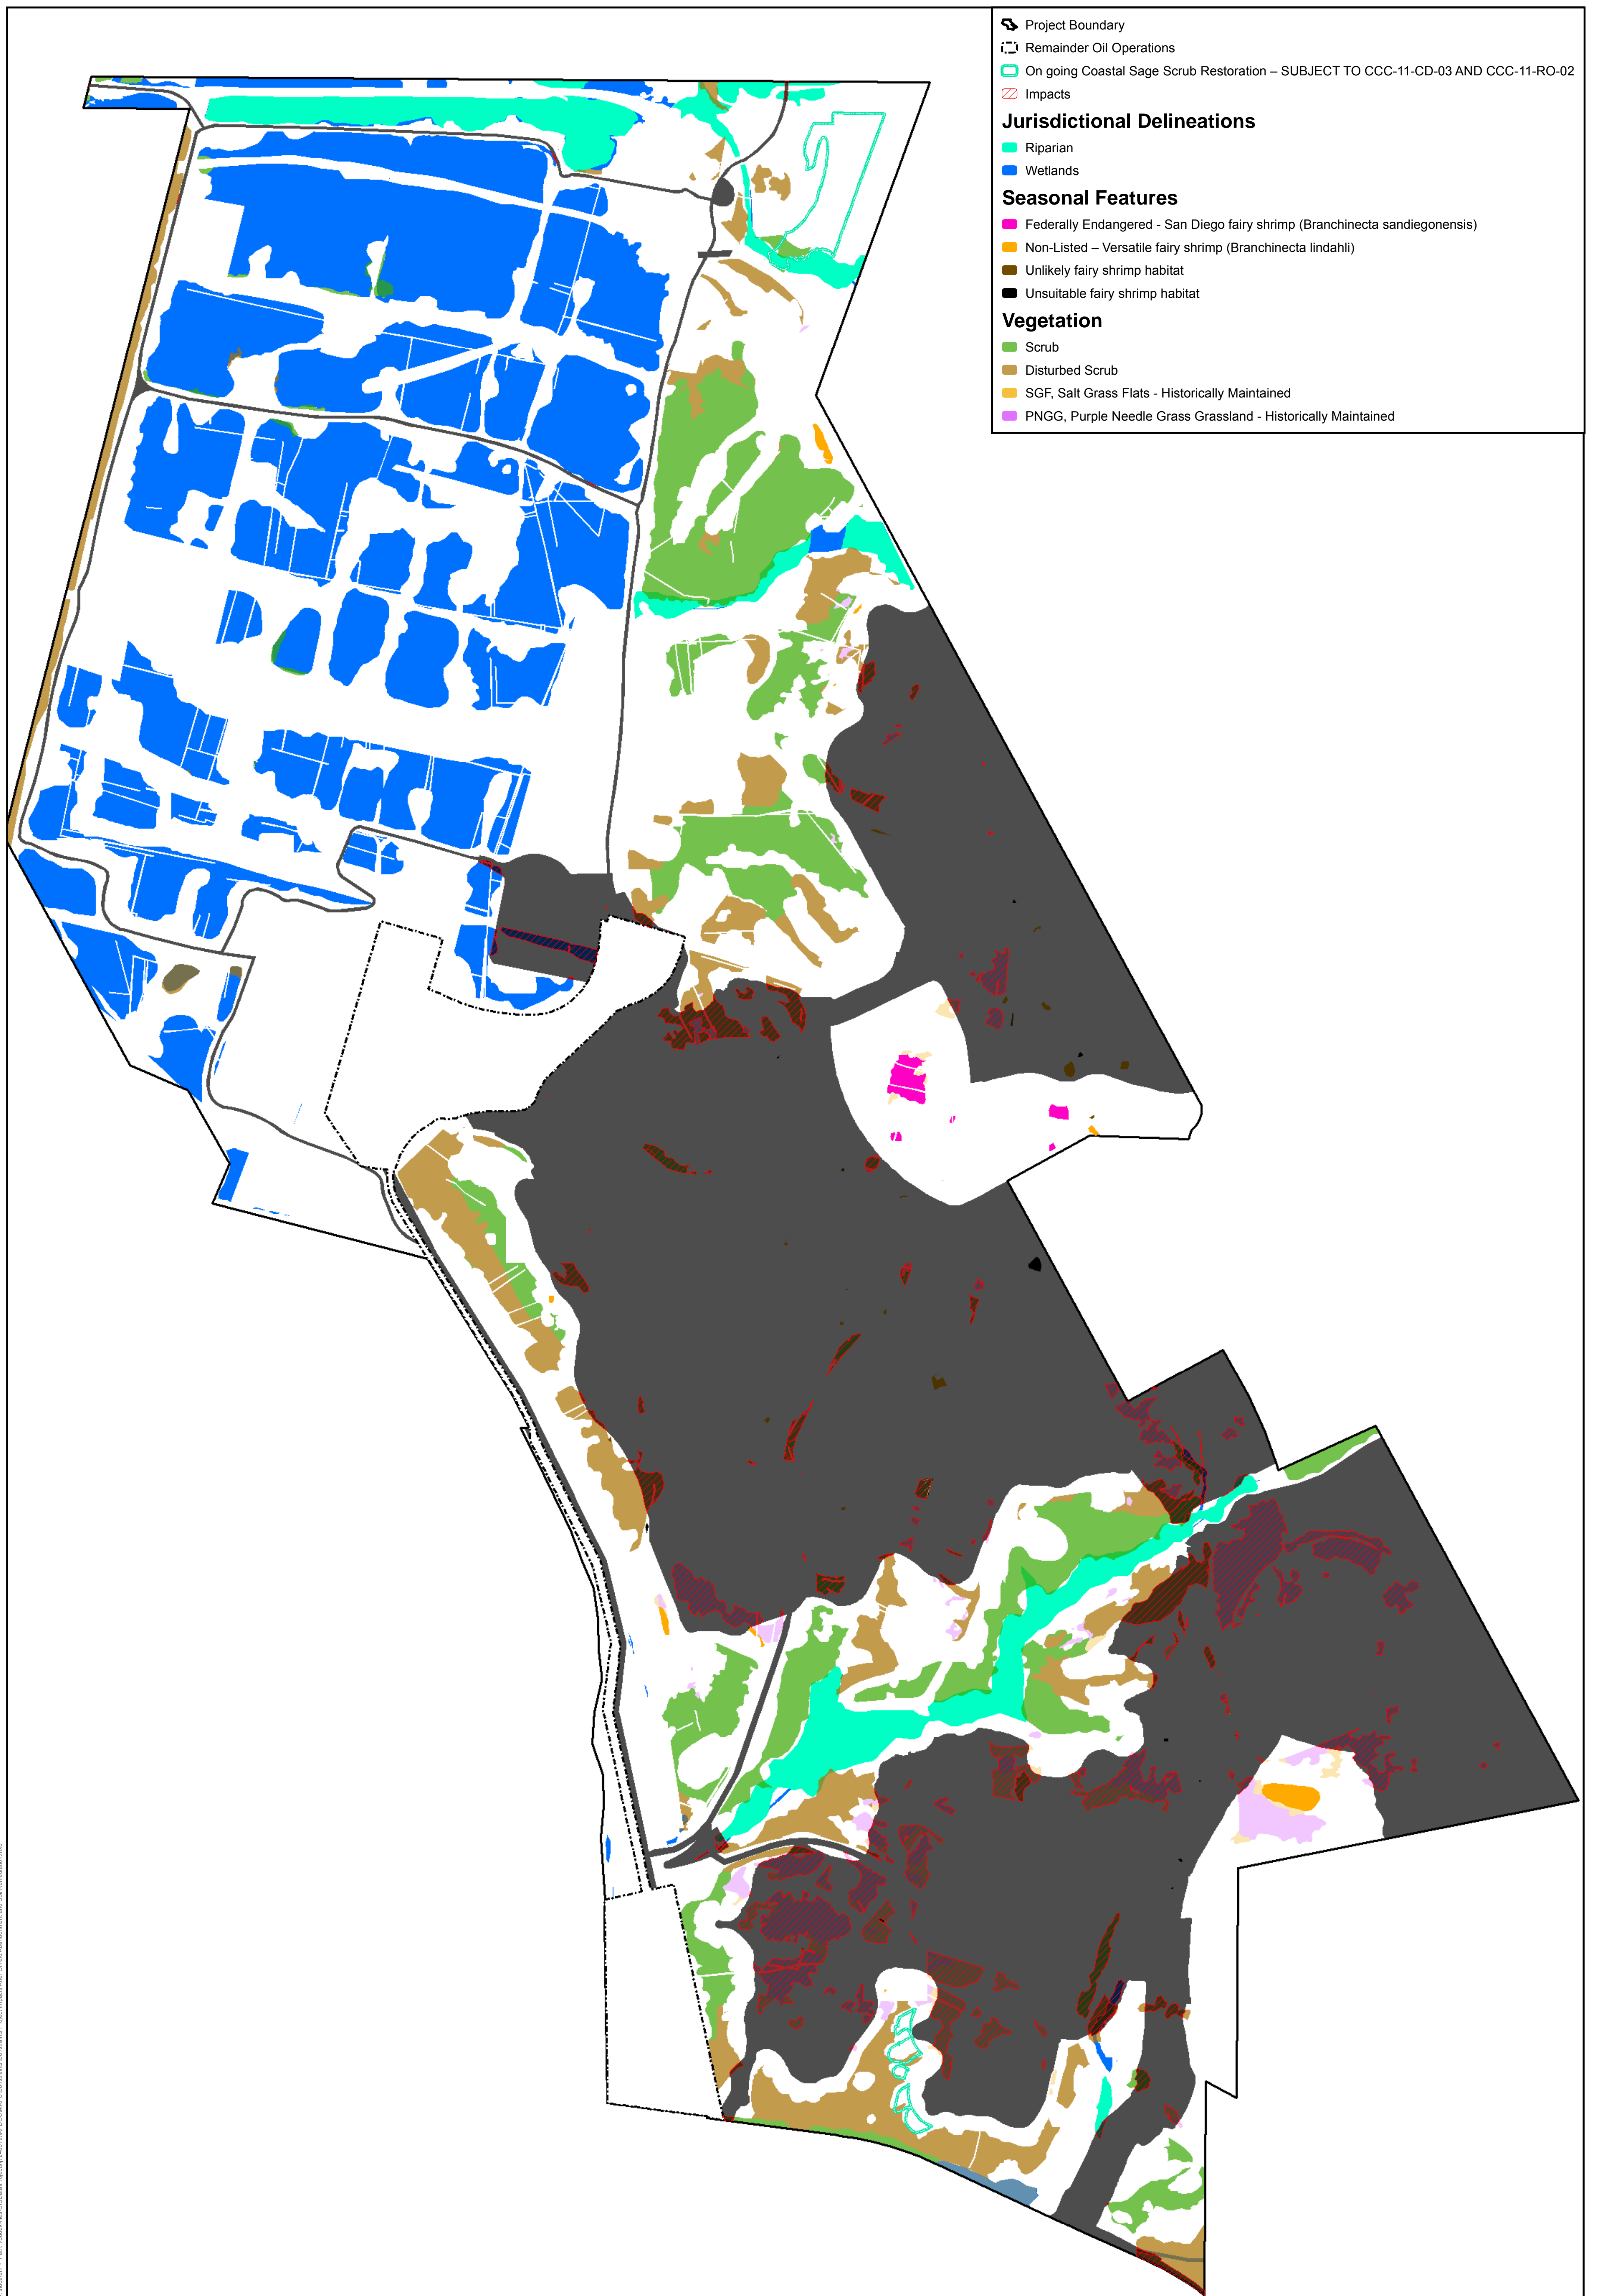 Project Boundary
Remainder Oil Operations
On going Coastal Sage Scrub Restoration – SUBJECT TO CCC-11-CD-03 AND CCC-11-RO-02
Impacts
Jurisdictional Delineations
Riparian
Wetlands
Seasonal Features
Federally Endangered - San Diego fairy shrimp (Branchinecta sandiegonensis)
Non-Listed – Versatile fairy shrimp (Branchinecta lindahli)
Unlikely fairy shrimp habitat
Unsuitable fairy shrimp habitat
Vegetation
Scrub
Disturbed Scrub
SGF, Salt Grass Flats - Historically Maintained
PNGG, Purple Needle Grass Grassland - Historically Maintained